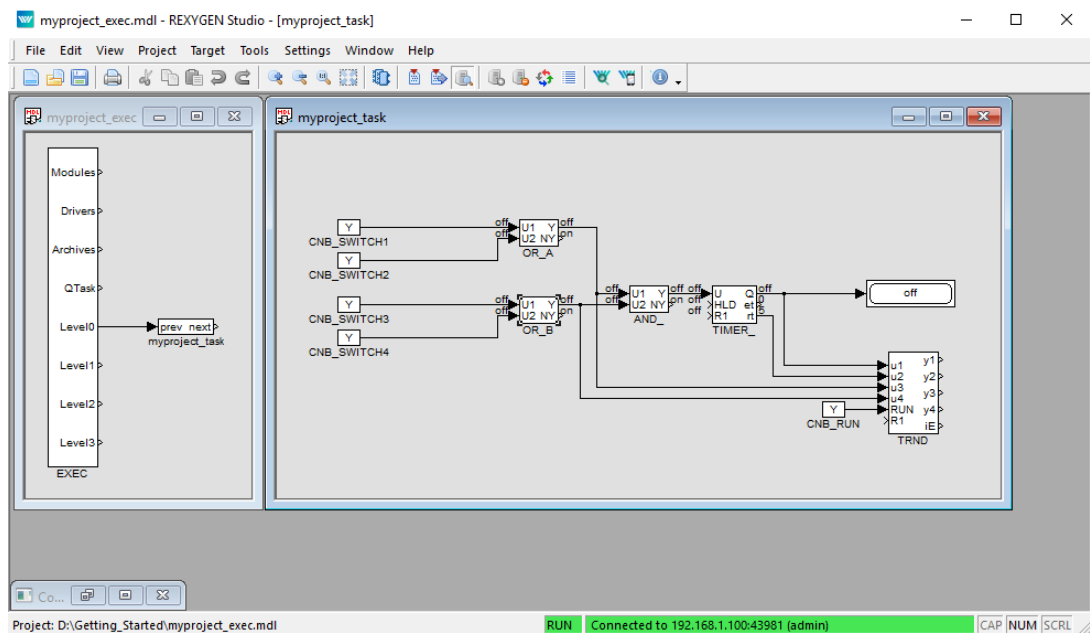 myproject_exec.mdl - REXYGEN Studio - [myproject_task]
File Edit View Project Target Tools Settings Window Help
myproject_exec
Modules
Drivers
Archives
QTask
Level0
prev next
myproject_task
Level1
Level2
Level3
EXEC
myproject_task
Y
CNB_SWITCH1
Y
CNB_SWITCH2
off U1 Y off
off U2 NY on
OR_A
Y
CNB_SWITCH3
Y
CNB_SWITCH4
off U1 Y off
off U2 NY on
OR_B
off U1 Y off
off U2 NY on
AND_
off U Q off
off HLD et 0
off R1 rt 5
TIMER_
off
Y
CNB_RUN
u1 y1
u2 y2
u3 y3
u4
RUN y4
R1 iE
TRND
Co...
Project: D:\Getting_Started\myproject_exec.mdl RUN Connected to 192.168.1.100:43981 (admin) CAP NUM SCRL